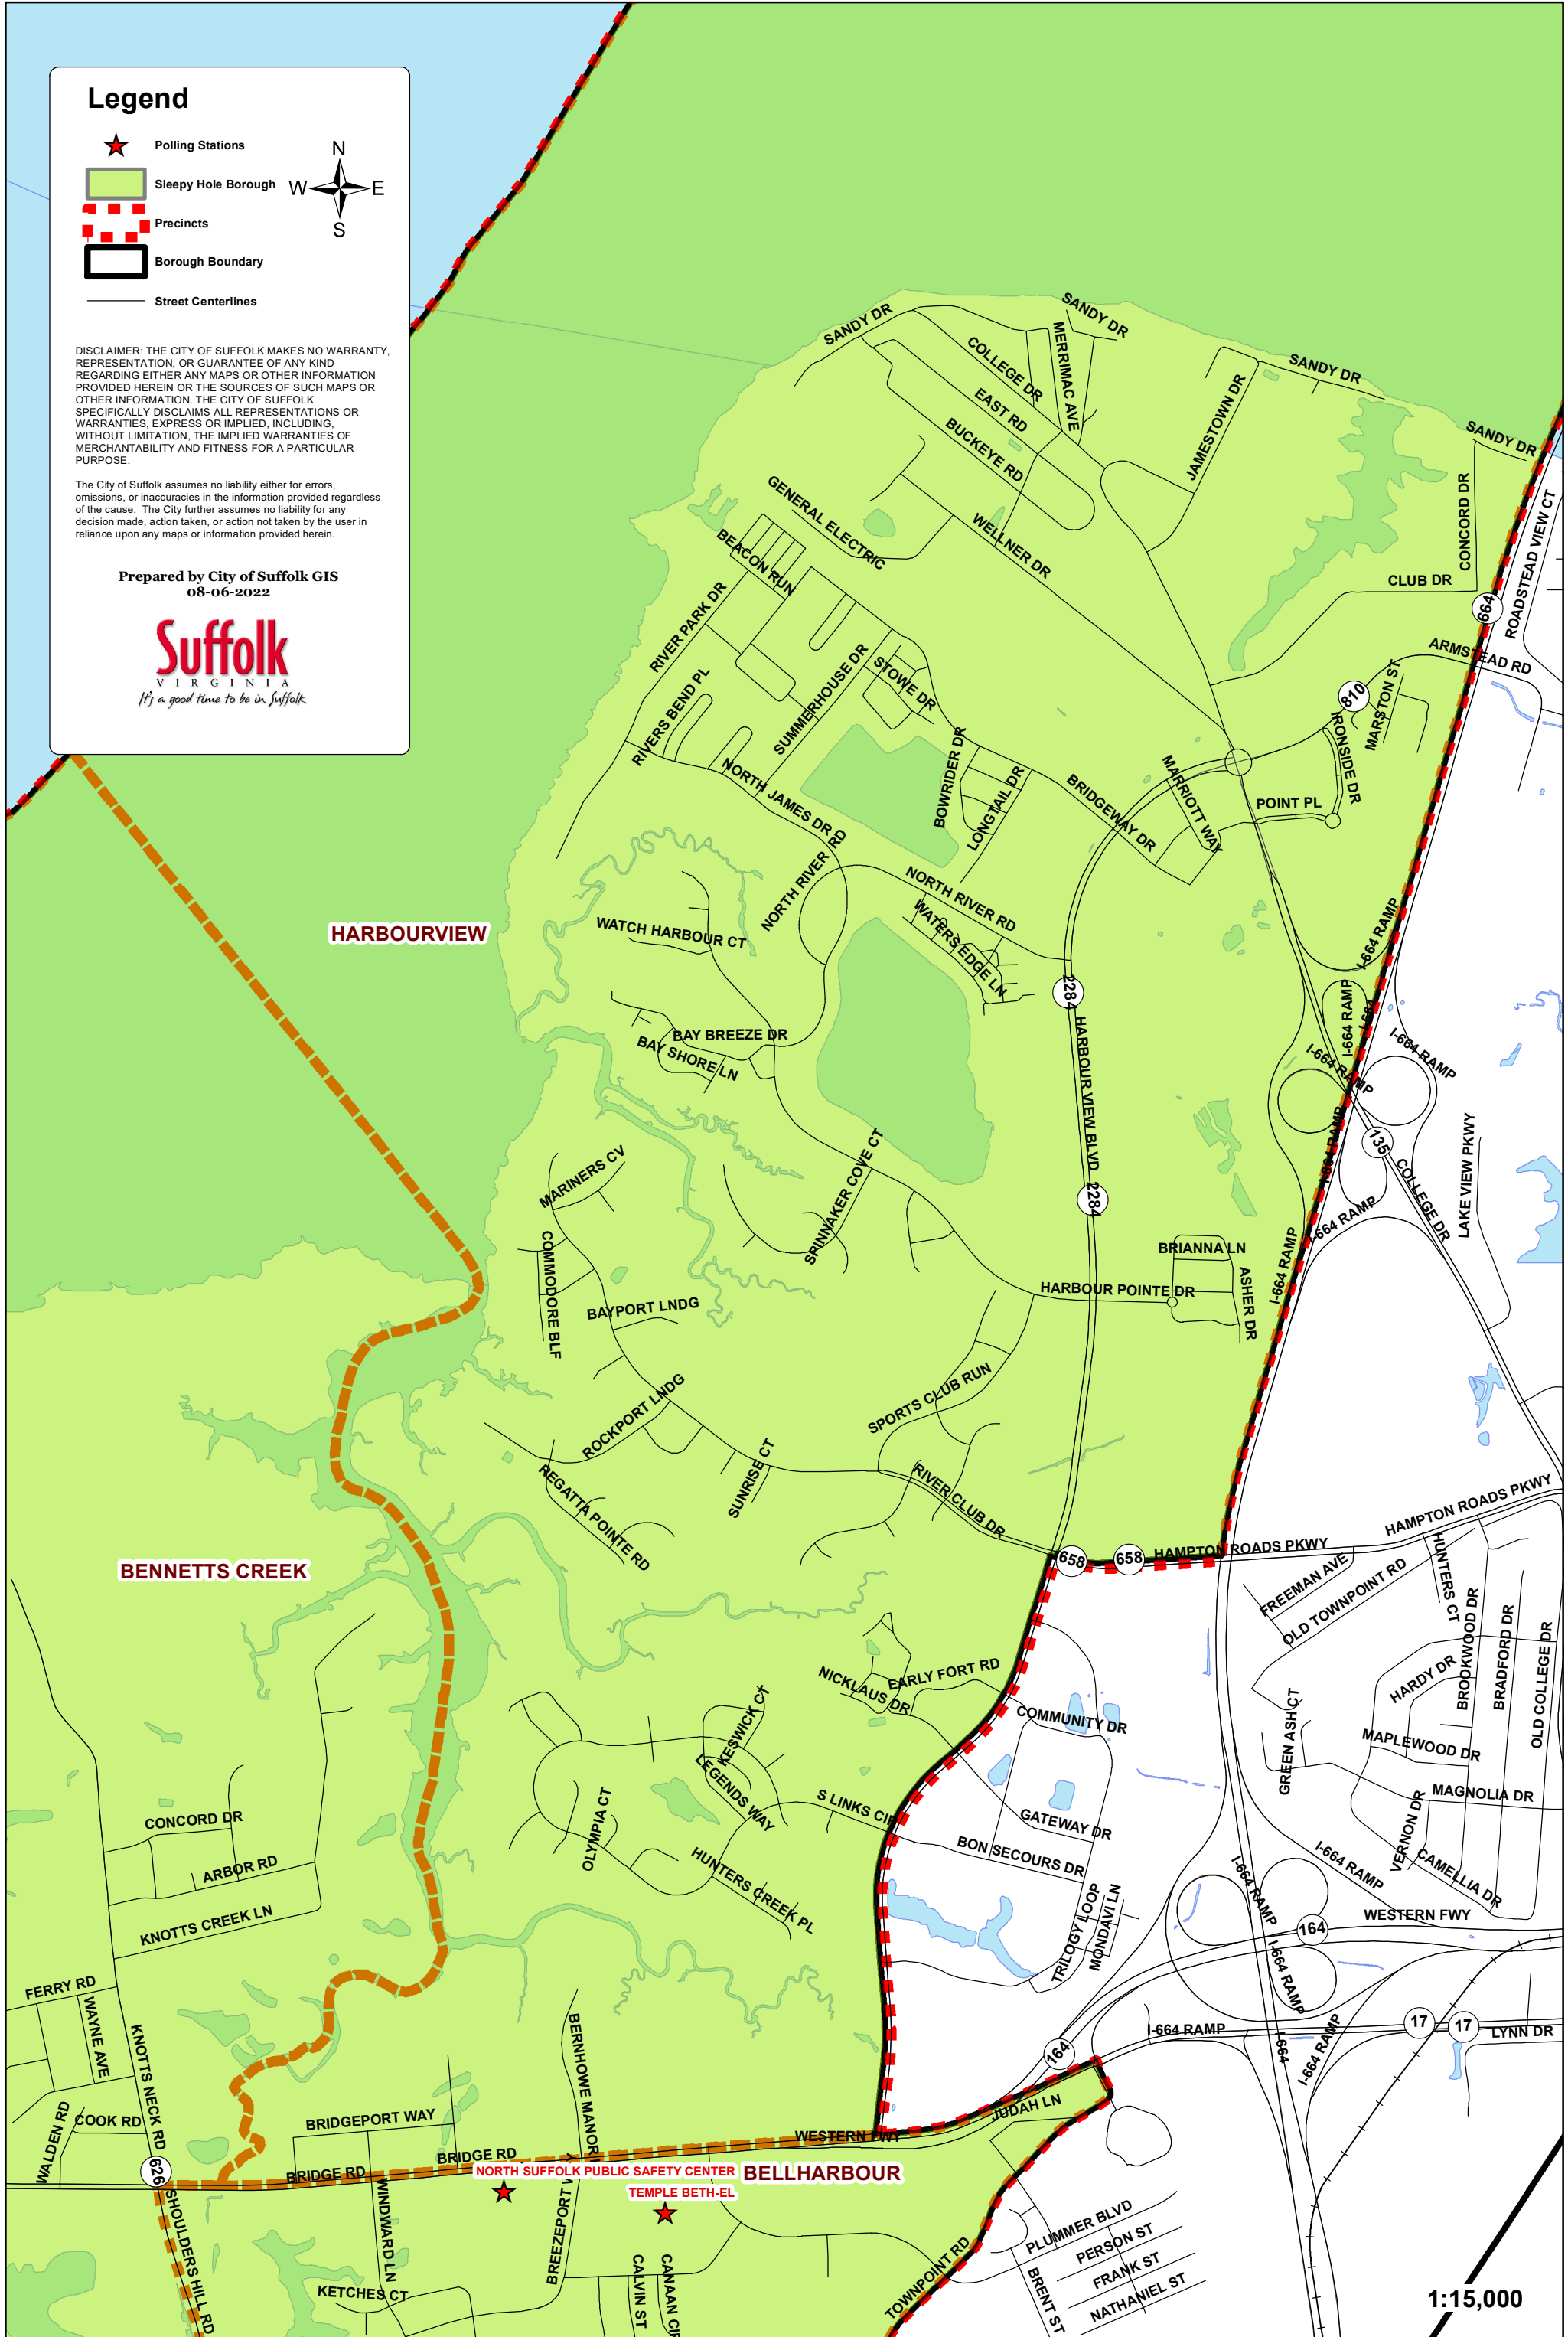 Legend
Polling Stations
Sleepy Hole Borough
Precincts
Borough Boundary
Street Centerlines
N
W E
S
DISCLAIMER: THE CITY OF SUFFOLK MAKES NO WARRANTY,
REPRESENTATION, OR GUARANTEE OF ANY KIND
REGARDING EITHER ANY MAPS OR OTHER INFORMATION
PROVIDED HEREIN OR THE SOURCES OF SUCH MAPS OR
OTHER INFORMATION. THE CITY OF SUFFOLK
SPECIFICALLY DISCLAIMS ALL REPRESENTATIONS OR
WARRANTIES, EXPRESS OR IMPLIED, INCLUDING,
WITHOUT LIMITATION, THE IMPLIED WARRANTIES OF
MERCHANTABILITY AND FITNESS FOR A PARTICULAR
PURPOSE.
The City of Suffolk assumes no liability either for errors,
omissions, or inaccuracies in the information provided regardless
of the cause. The City further assumes no liability for any
decision made, action taken, or action not taken by the user in
reliance upon any maps or information provided herein.
Prepared by City of Suffolk GIS
08-06-2022
Suffolk
VIRGINIA
It's a good time to be in Suffolk
SANDY DR
SANDY DR
COLLEGE DR
MERRIMAC AVE
EAST RD
BUCKEYE RD
JAMESTOWN DR
SANDY DR
SANDY DR
CONCORD DR
ROADSTEAD VIEW CT
GENERAL ELECTRIC
WELLNER DR
BEACON RUN
CLUB DR
664
ARMSTEAD RD
RIVER PARK DR
RIVERS BEND PL
SUMMERHOUSE DR
STOWE DR
810
MARSTON ST
IRONSIDE DR
NORTH JAMES DR
BOWRIDER DR
LONGTAIL DR
BRIDGEWAY DR
MARRIOTT WAY
POINT PL
NORTH RIVER RD
NORTH RIVER RD
WATERS EDGE LN
WATCH HARBOUR CT
HARBOURVIEW
I-664 RAMP
I-664 RAMP
I-664
I-664 RAMP
I-664 RAMP
2284
HARBOUR VIEW BLVD
2284
BAY BREEZE DR
BAY SHORE LN
I-664 RAMP
135
COLLEGE DR
LAKE VIEW PKWY
I-664 RAMP
I-664 RAMP
MARINERS CV
SPINNAKER COVE CT
COMMODORE BLF
BAYPORT LNDG
BRIANNA LN
ASHER DR
HARBOUR POINTE DR
ROCKPORT LNDG
SPORTS CLUB RUN
REGATTA POINTE RD
SUNRISE CT
RIVER CLUB DR
658
658
HAMPTON ROADS PKWY
HAMPTON ROADS PKWY
BENNETTS CREEK
FREEMAN AVE
OLD TOWNPOINT RD
HUNTERS CT
BROOKWOOD DR
BRADFORD DR
OLD COLLEGE DR
HARDY DR
GREEN ASH CT
MAPLEWOOD DR
MAGNOLIA DR
VERNON DR
CAMELLIA DR
NICKLAUS DR
EARLY FORT RD
COMMUNITY DR
KESWICK CT
LEGENDS WAY
S LINKS CIR
GATEWAY DR
BON SECOURS DR
OLYMPIA CT
HUNTERS CREEK PL
TRILOGY LOOP
MONDAVI LN
CONCORD DR
ARBOR RD
KNOTTS CREEK LN
I-664 RAMP
I-664 RAMP
I-664 RAMP
WESTERN FWY
164
164
I-664 RAMP
I-664
I-664 RAMP
17
17
LYNN DR
FERRY RD
WAYNE AVE
KNOTTS NECK RD
WALDEN RD
COOK RD
626
BRIDGEPORT WAY
BRIDGE RD
BRIDGE RD
BERNHOWE MANOR
WESTERN FWY
JUDAH LN
NORTH SUFFOLK PUBLIC SAFETY CENTER
BELLHARBOUR
TEMPLE BETH-EL
SHOULDERS HILL RD
WINDWARD LN
KETCHES CT
BREEZEPORT
CALVIN ST
CANAAN CIR
TOWNPOINT RD
PLUMMER BLVD
PERSON ST
FRANK ST
NATHANIEL ST
BRENT ST
1:15,000